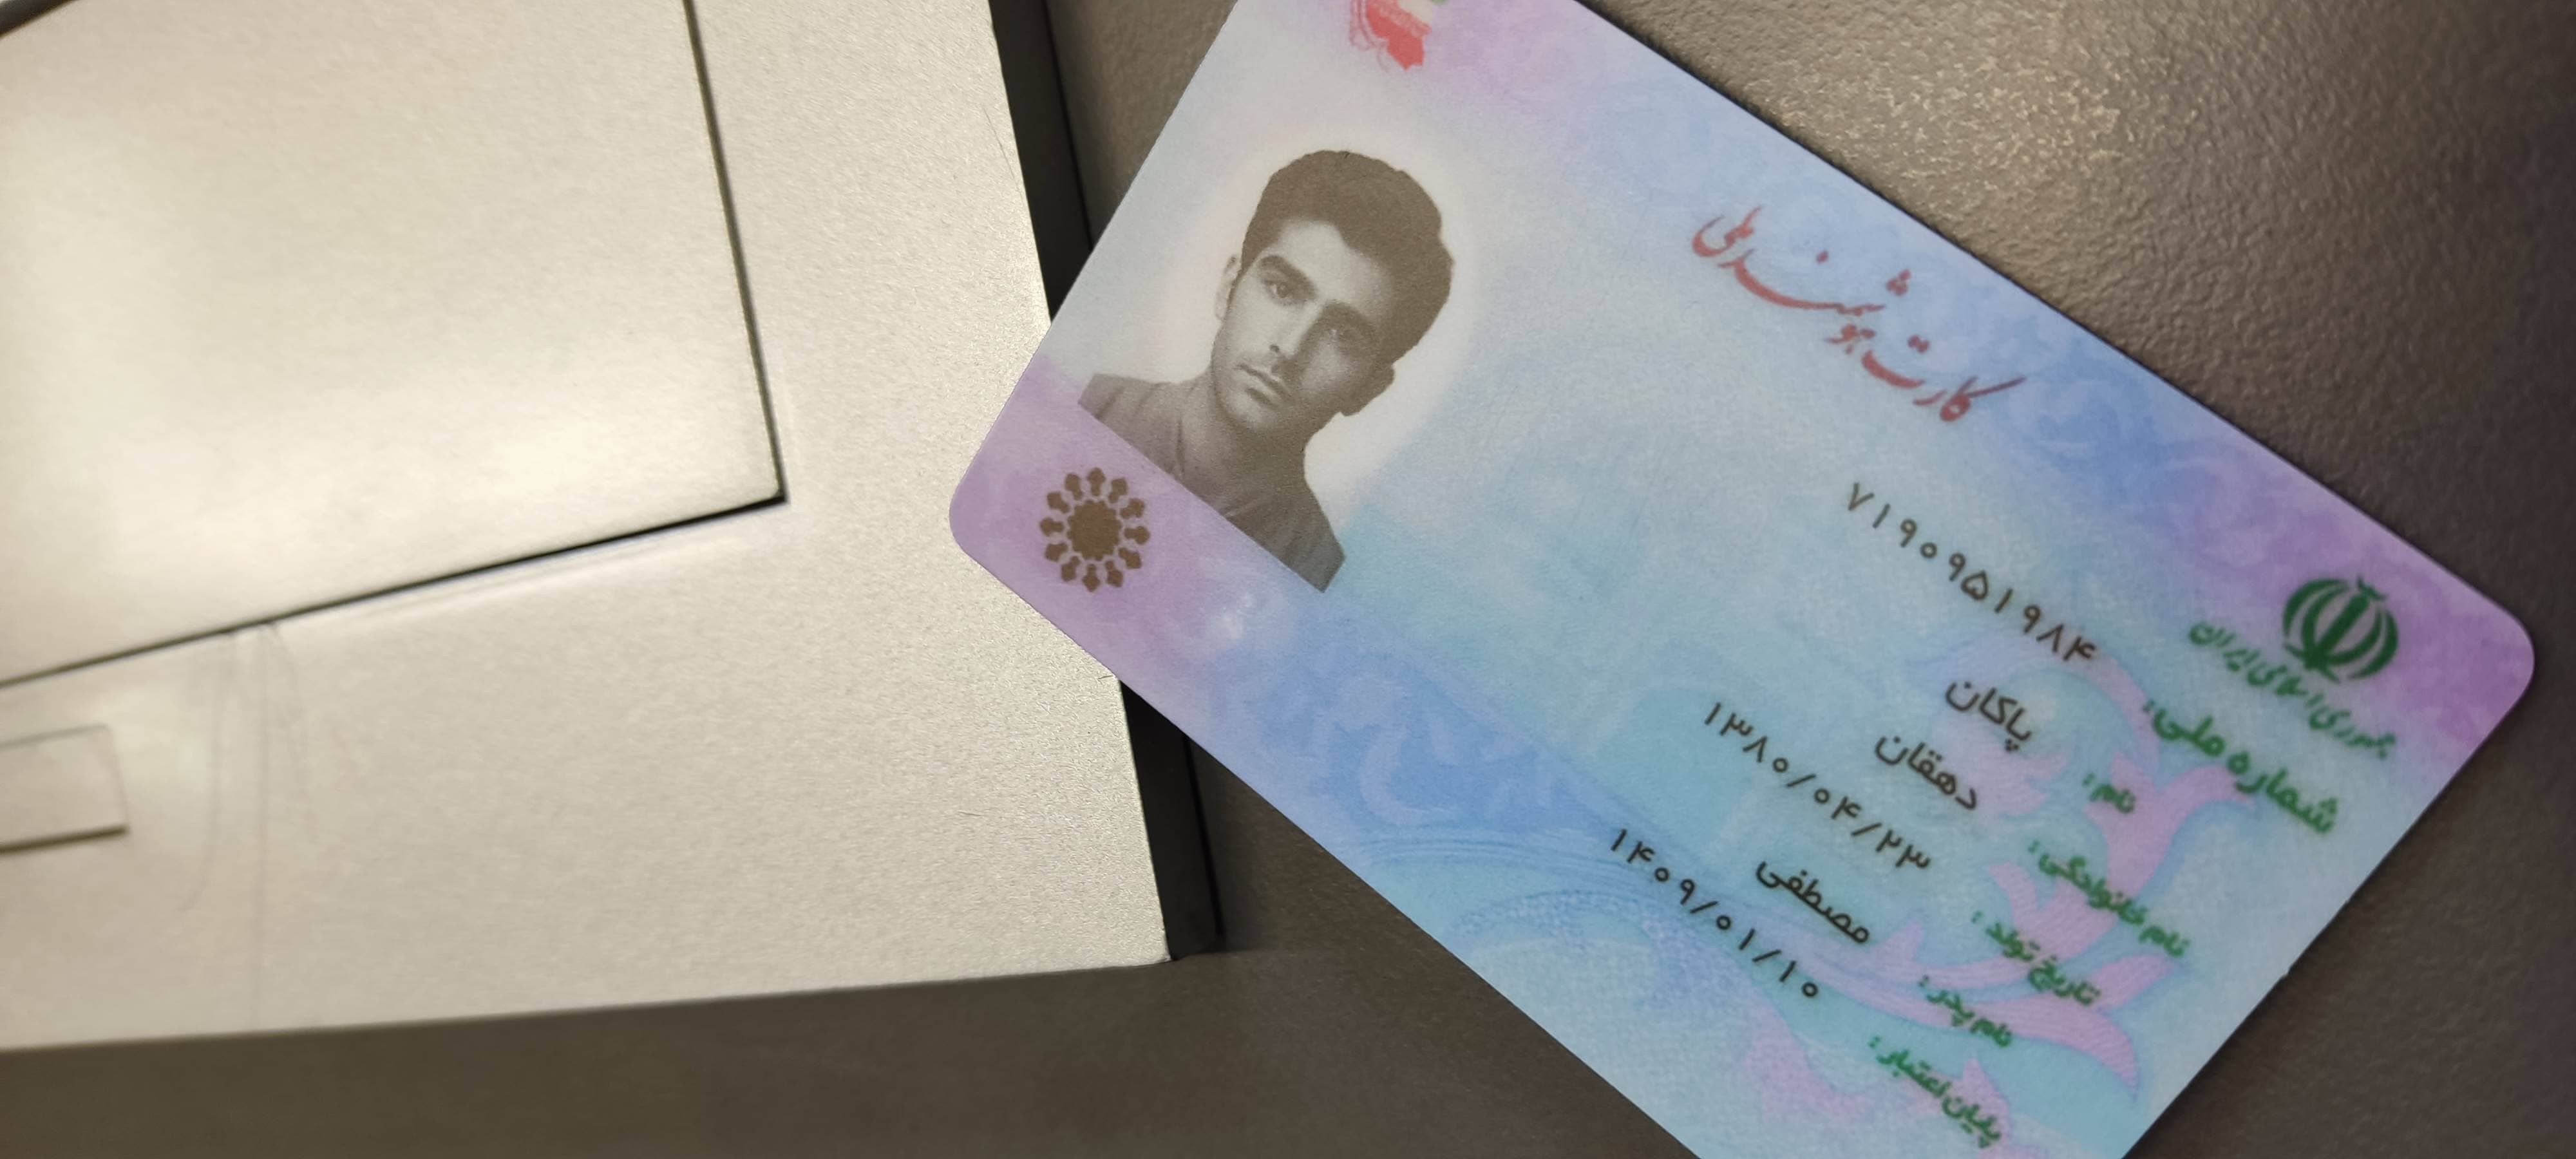 کارت هوشمند ملی
جمهوری اسلامی ایران
شماره ملی: ۷۱۹۰۹۵۱۹۸۴
نام: پاکان
نام خانوادگی: دهقان
تاریخ تولد: ۱۳۸۰/۰۴/۲۳
نام پدر: مصطفی
پایان اعتبار: ۱۴۰۹/۰۱/۱۰